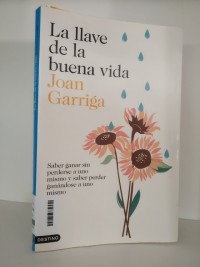 La llave
de la
buena vida
Joan
Garriga
Saber ganar sin
perderse a uno
mismo y saber perder
ganándose a uno
mismo
DESTINO